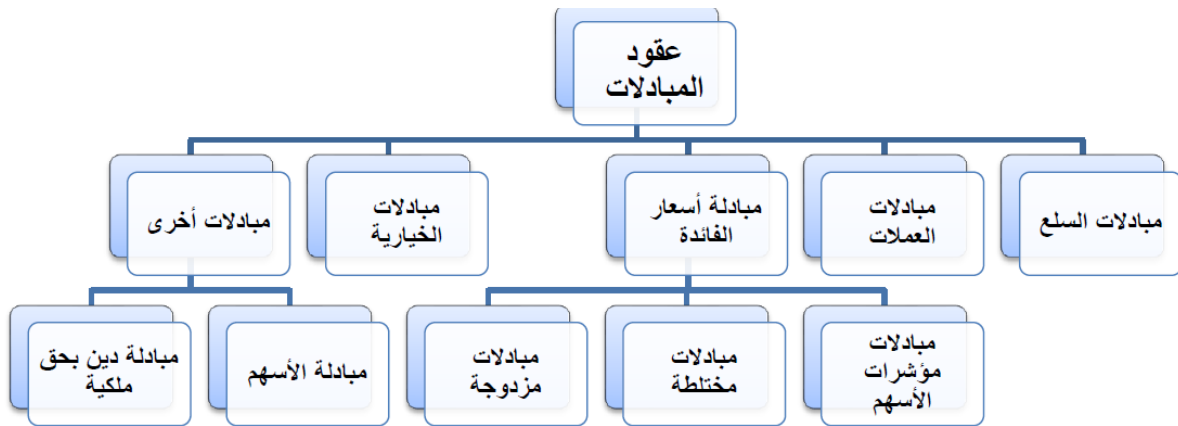 عقود
المبادلات
مبادلات السلع
مبادلات
العملات
مبادلة أسعار
الفائدة
مبادلات
الخيارية
مبادلات أخرى
مبادلات
مؤشرات
الأسهم
مبادلات
مختلطة
مبادلات
مزدوجة
مبادلة الأسهم
مبادلة دين بحق
ملكية